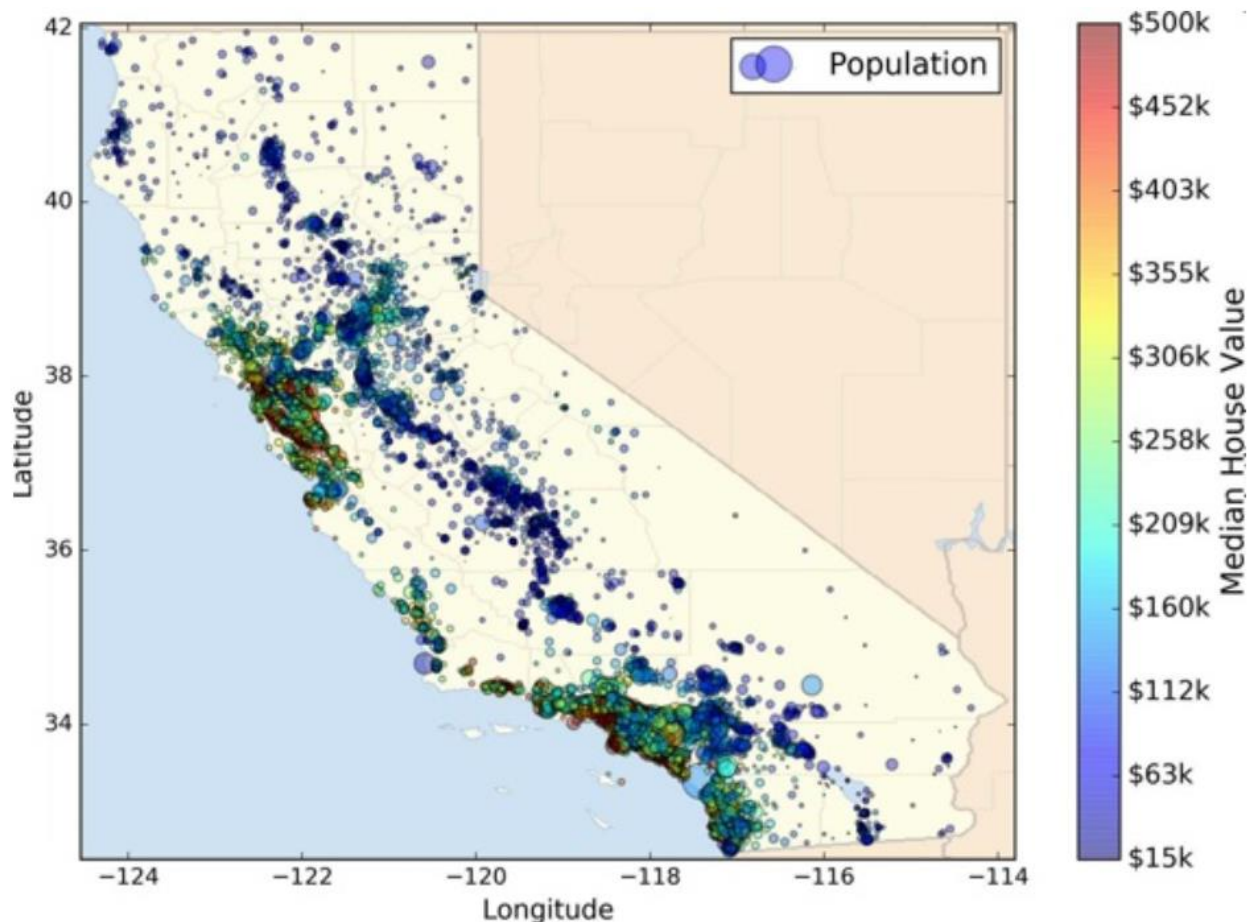 42
40
38
36
34
Latitude
−124
−122
−120
−118
−116
−114
Longitude
Population
$500k
$452k
$403k
$355k
$306k
$258k
$209k
$160k
$112k
$63k
$15k
Median House Value